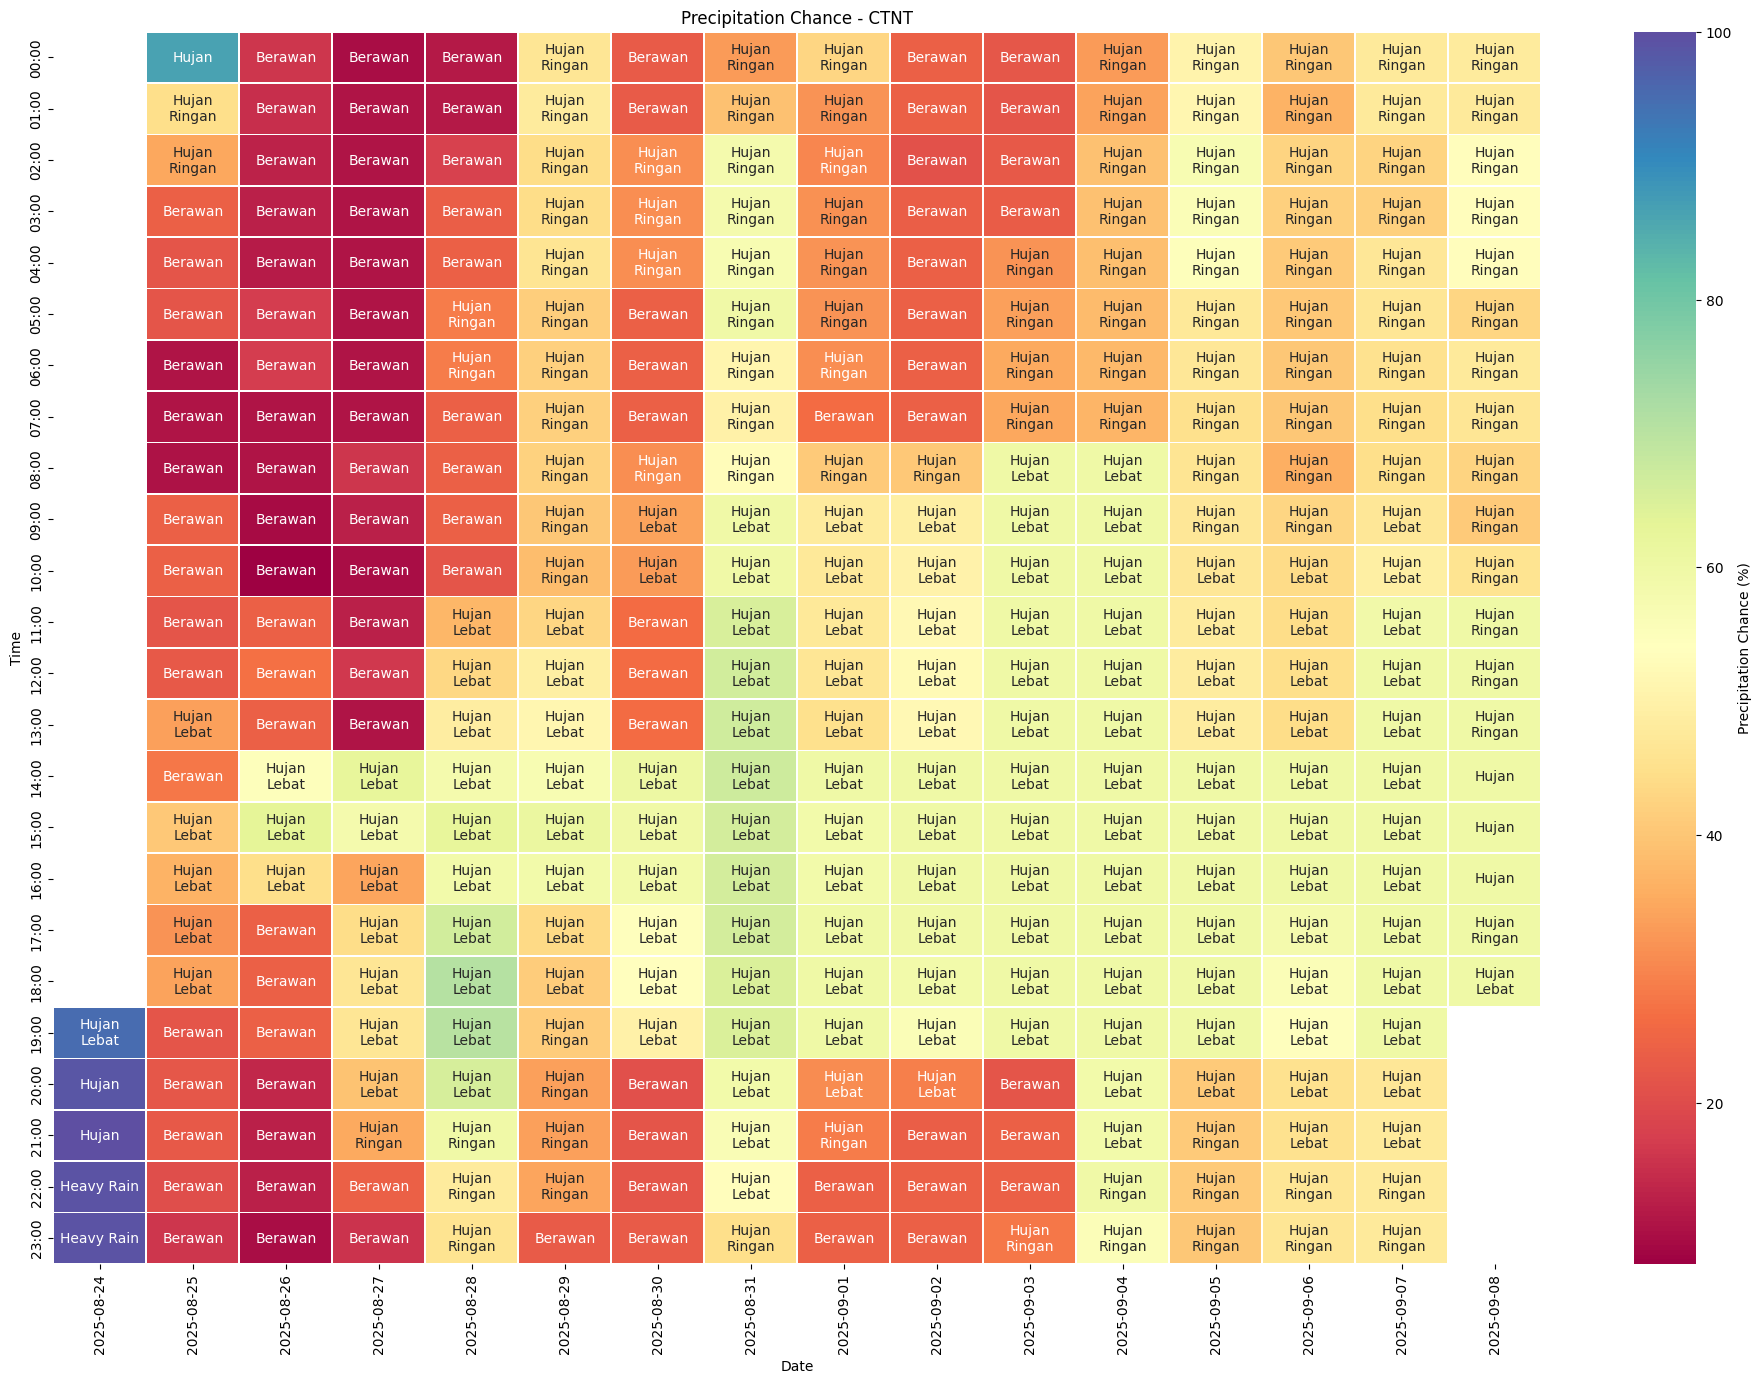 Precipitation Chance - CTNT
00:00 Hujan Berawan Berawan Berawan Hujan Ringan Berawan Hujan Ringan Hujan Ringan Berawan Berawan Hujan Ringan Hujan Ringan Hujan Ringan Hujan Ringan Hujan Ringan
01:00 Hujan Ringan Berawan Berawan Berawan Hujan Ringan Berawan Hujan Ringan Hujan Ringan Berawan Berawan Hujan Ringan Hujan Ringan Hujan Ringan Hujan Ringan Hujan Ringan
02:00 Hujan Ringan Berawan Berawan Berawan Hujan Ringan Hujan Ringan Hujan Ringan Hujan Ringan Berawan Berawan Hujan Ringan Hujan Ringan Hujan Ringan Hujan Ringan Hujan Ringan
03:00 Berawan Berawan Berawan Berawan Hujan Ringan Hujan Ringan Hujan Ringan Hujan Ringan Berawan Berawan Hujan Ringan Hujan Ringan Hujan Ringan Hujan Ringan Hujan Ringan
04:00 Berawan Berawan Berawan Berawan Hujan Ringan Hujan Ringan Hujan Ringan Hujan Ringan Berawan Hujan Ringan Hujan Ringan Hujan Ringan Hujan Ringan Hujan Ringan Hujan Ringan
05:00 Berawan Berawan Berawan Hujan Ringan Hujan Ringan Berawan Hujan Ringan Hujan Ringan Berawan Hujan Ringan Hujan Ringan Hujan Ringan Hujan Ringan Hujan Ringan Hujan Ringan
06:00 Berawan Berawan Berawan Hujan Ringan Hujan Ringan Berawan Hujan Ringan Hujan Ringan Berawan Hujan Ringan Hujan Ringan Hujan Ringan Hujan Ringan Hujan Ringan Hujan Ringan
07:00 Berawan Berawan Berawan Berawan Hujan Ringan Berawan Hujan Ringan Berawan Berawan Hujan Ringan Hujan Ringan Hujan Ringan Hujan Ringan Hujan Ringan Hujan Ringan
08:00 Berawan Berawan Berawan Berawan Hujan Ringan Hujan Ringan Hujan Ringan Hujan Ringan Hujan Ringan Hujan Lebat Hujan Lebat Hujan Ringan Hujan Ringan Hujan Ringan Hujan Ringan
09:00 Berawan Berawan Berawan Berawan Hujan Ringan Hujan Lebat Hujan Lebat Hujan Lebat Hujan Lebat Hujan Lebat Hujan Lebat Hujan Ringan Hujan Ringan Hujan Lebat Hujan Ringan
10:00 Berawan Berawan Berawan Berawan Hujan Ringan Hujan Lebat Hujan Lebat Hujan Lebat Hujan Lebat Hujan Lebat Hujan Lebat Hujan Lebat Hujan Lebat Hujan Lebat Hujan Ringan
11:00 Berawan Berawan Berawan Hujan Lebat Hujan Lebat Berawan Hujan Lebat Hujan Lebat Hujan Lebat Hujan Lebat Hujan Lebat Hujan Lebat Hujan Lebat Hujan Lebat Hujan Ringan
12:00 Berawan Berawan Berawan Hujan Lebat Hujan Lebat Berawan Hujan Lebat Hujan Lebat Hujan Lebat Hujan Lebat Hujan Lebat Hujan Lebat Hujan Lebat Hujan Lebat Hujan Ringan
13:00 Hujan Lebat Berawan Berawan Hujan Lebat Hujan Lebat Berawan Hujan Lebat Hujan Lebat Hujan Lebat Hujan Lebat Hujan Lebat Hujan Lebat Hujan Lebat Hujan Lebat Hujan Ringan
14:00 Berawan Hujan Lebat Hujan Lebat Hujan Lebat Hujan Lebat Hujan Lebat Hujan Lebat Hujan Lebat Hujan Lebat Hujan Lebat Hujan Lebat Hujan Lebat Hujan Lebat Hujan Lebat Hujan
15:00 Hujan Lebat Hujan Lebat Hujan Lebat Hujan Lebat Hujan Lebat Hujan Lebat Hujan Lebat Hujan Lebat Hujan Lebat Hujan Lebat Hujan Lebat Hujan Lebat Hujan Lebat Hujan Lebat Hujan
16:00 Hujan Lebat Hujan Lebat Hujan Lebat Hujan Lebat Hujan Lebat Hujan Lebat Hujan Lebat Hujan Lebat Hujan Lebat Hujan Lebat Hujan Lebat Hujan Lebat Hujan Lebat Hujan Lebat Hujan
17:00 Hujan Lebat Berawan Hujan Lebat Hujan Lebat Hujan Lebat Hujan Lebat Hujan Lebat Hujan Lebat Hujan Lebat Hujan Lebat Hujan Lebat Hujan Lebat Hujan Lebat Hujan Lebat Hujan Ringan
18:00 Hujan Lebat Berawan Hujan Lebat Hujan Lebat Hujan Lebat Hujan Lebat Hujan Lebat Hujan Lebat Hujan Lebat Hujan Lebat Hujan Lebat Hujan Lebat Hujan Lebat Hujan Lebat Hujan Lebat
19:00 Hujan Lebat Berawan Berawan Hujan Lebat Hujan Lebat Hujan Ringan Hujan Lebat Hujan Lebat Hujan Lebat Hujan Lebat Hujan Lebat Hujan Lebat Hujan Lebat Hujan Lebat Hujan Lebat
20:00 Hujan Berawan Berawan Hujan Lebat Hujan Lebat Hujan Ringan Berawan Hujan Lebat Hujan Lebat Hujan Lebat Berawan Hujan Lebat Hujan Lebat Hujan Lebat Hujan Lebat
21:00 Hujan Berawan Berawan Hujan Ringan Hujan Ringan Hujan Ringan Berawan Hujan Lebat Hujan Ringan Berawan Berawan Hujan Lebat Hujan Ringan Hujan Lebat Hujan Lebat
22:00 Heavy Rain Berawan Berawan Berawan Hujan Ringan Hujan Ringan Berawan Hujan Lebat Berawan Berawan Berawan Hujan Ringan Hujan Ringan Hujan Ringan Hujan Ringan
23:00 Heavy Rain Berawan Berawan Berawan Hujan Ringan Berawan Berawan Hujan Ringan Berawan Berawan Hujan Ringan Hujan Ringan Hujan Ringan Hujan Ringan Hujan Ringan
Time
2025-08-24 2025-08-25 2025-08-26 2025-08-27 2025-08-28 2025-08-29 2025-08-30 2025-08-31 2025-09-01 2025-09-02 2025-09-03 2025-09-04 2025-09-05 2025-09-06 2025-09-07 2025-09-08
Date
100
80
60
40
20
Precipitation Chance (%)